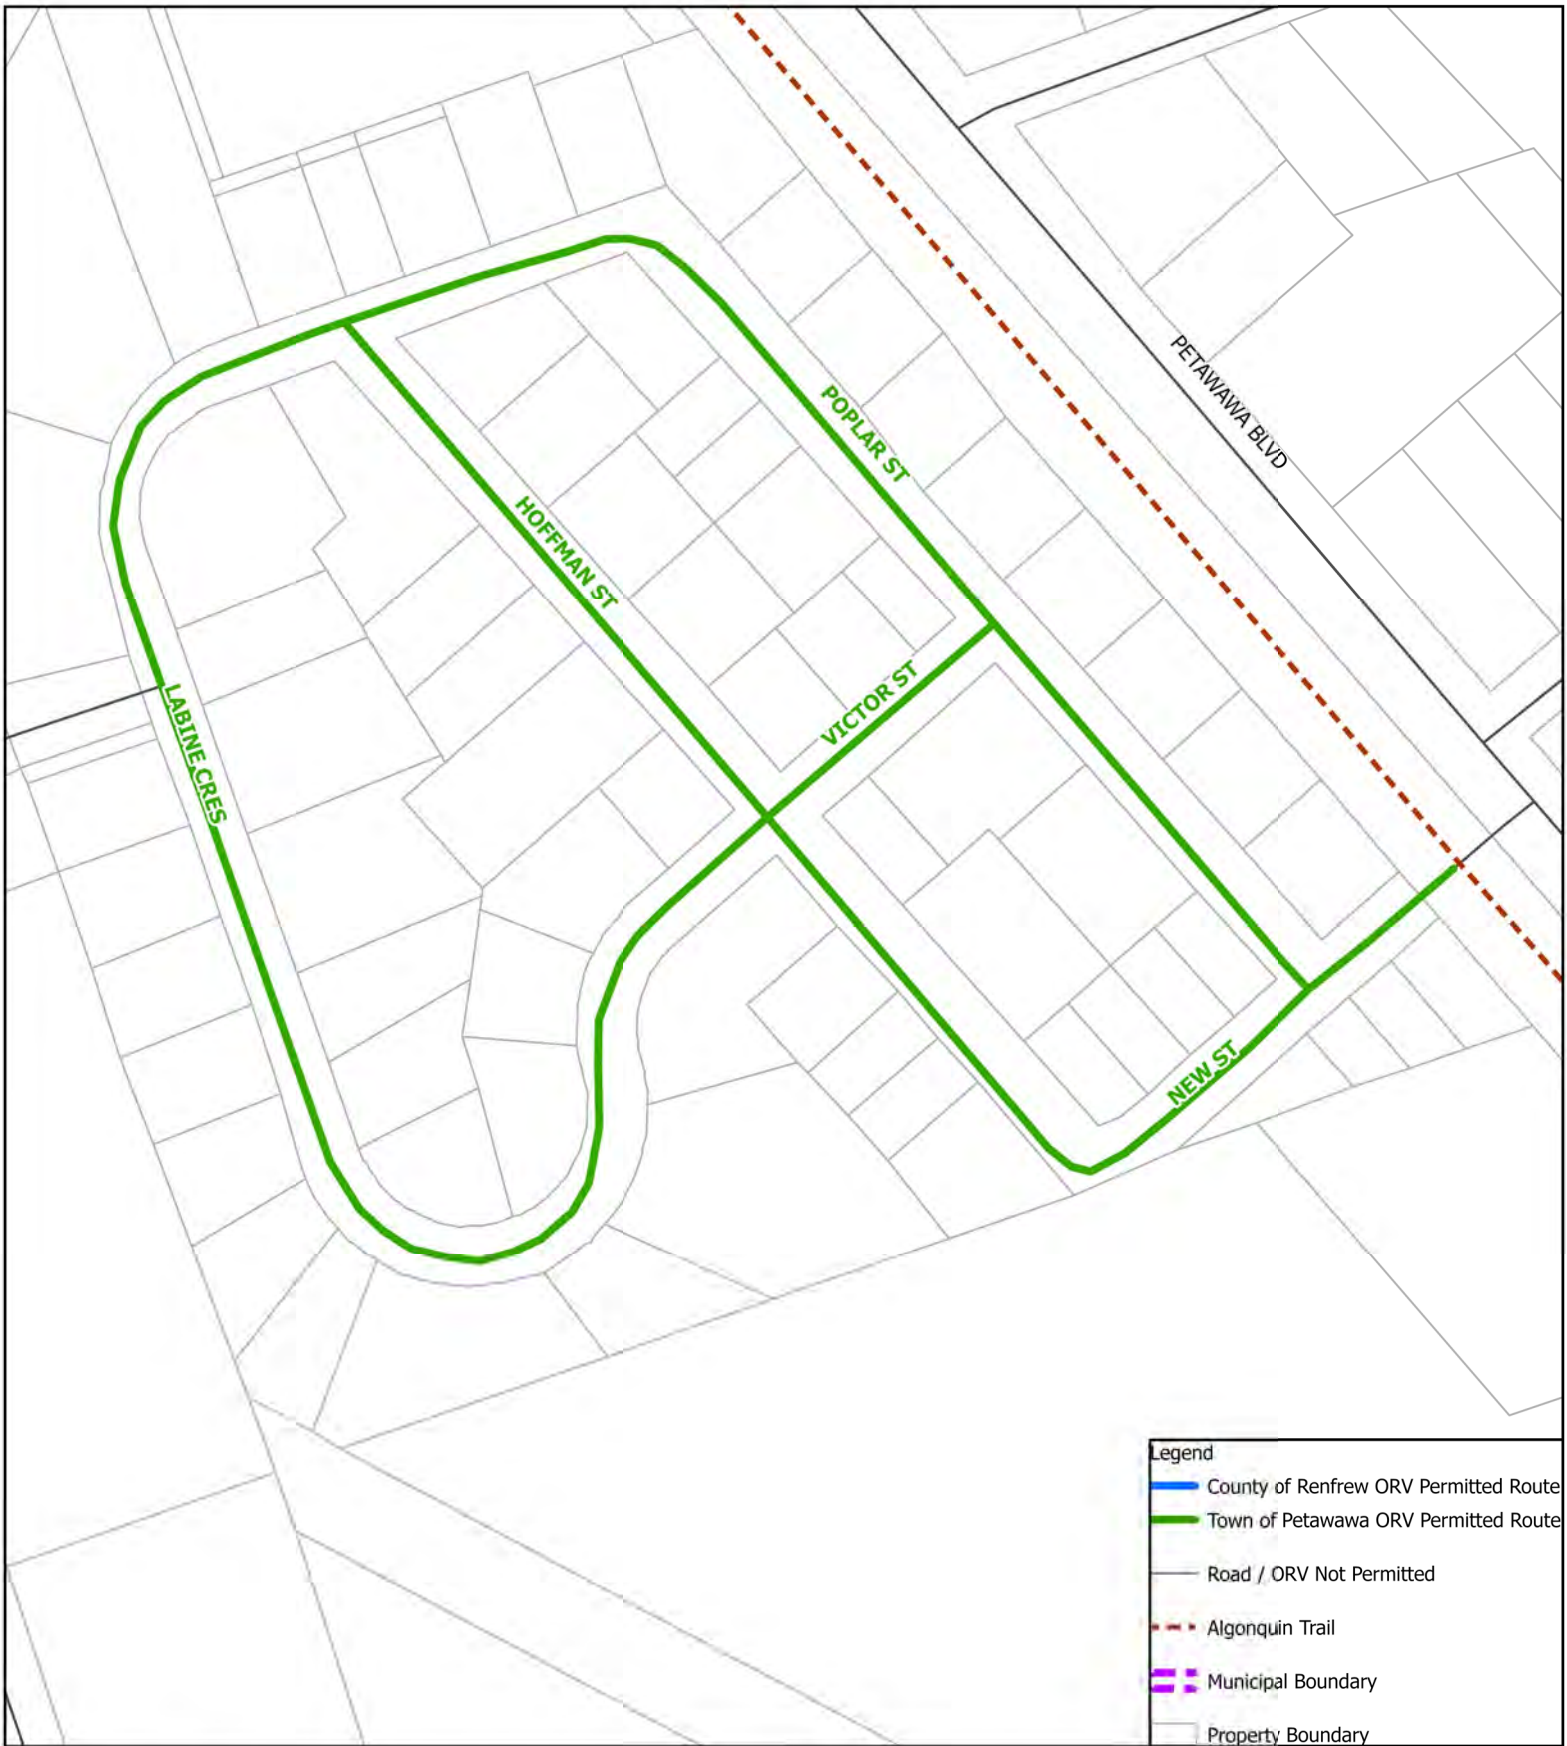 PETAWAWA BLVD
POPLAR ST
HOFFMAN ST
VICTOR ST
LABINE CRES
NEW ST
Legend
County of Renfrew ORV Permitted Route
Town of Petawawa ORV Permitted Route
Road / ORV Not Permitted
Algonquin Trail
Municipal Boundary
Property Boundary